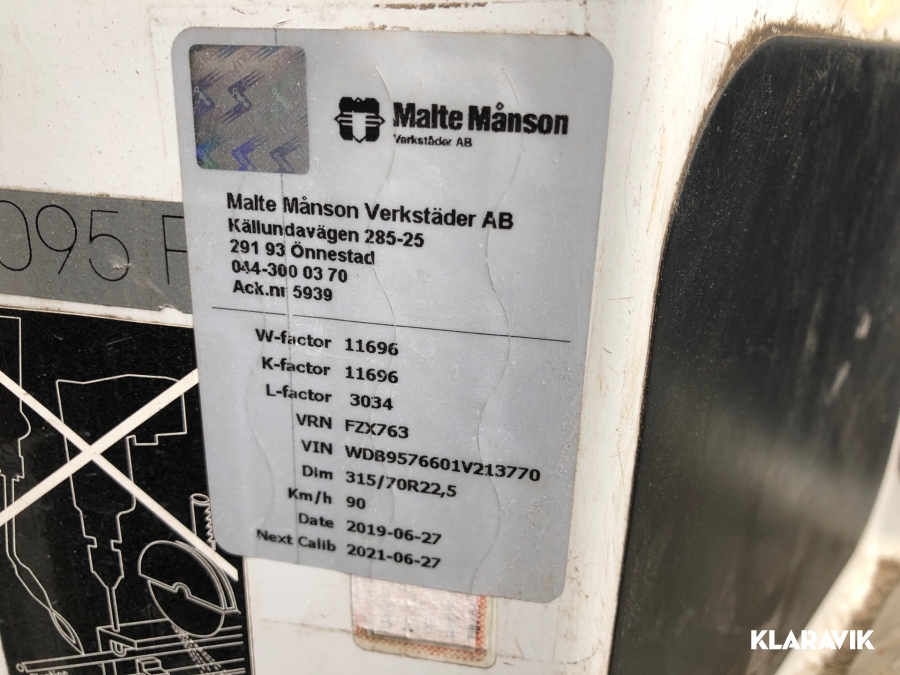 Malte Månson
Verkstäder AB
Malte Månson Verkstäder AB
Källundavägen 285-25
291 93 Önnestad
044-300 03 70
Ack.nr 5939
095
W-factor 11696
K-factor 11696
L-factor 3034
VRN FZX763
VIN WDB9576601V213770
Dim 315/70R22,5
Km/h 90
Date 2019-06-27
Next Calib 2021-06-27
KLARAVIK